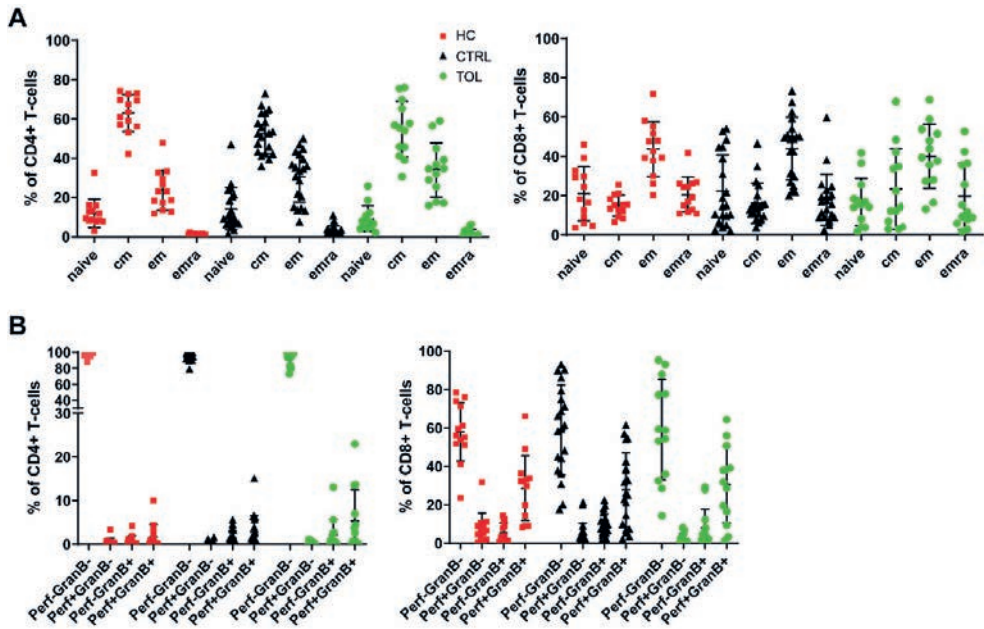 A
% of CD4+ T-cells
100
80
60
40
20
0
naive
cm
em
emra
naive
cm
em
emra
naive
cm
em
emra
HC
CTRL
TOL
% of CD8+ T-cells
100
80
60
40
20
0
naive
cm
em
emra
naive
cm
em
emra
naive
cm
em
emra
B
% of CD4+ T-cells
100
80
60
40
30
20
10
0
Perf-GranB-
Perf+GranB-
Perf-GranB+
Perf+GranB+
Perf-GranB-
Perf+GranB-
Perf-GranB+
Perf+GranB+
Perf-GranB-
Perf+GranB-
Perf-GranB+
Perf+GranB+
% of CD8+ T-cells
100
80
60
40
20
0
Perf-GranB-
Perf+GranB-
Perf-GranB+
Perf+GranB+
Perf-GranB-
Perf+GranB-
Perf-GranB+
Perf+GranB+
Perf-GranB-
Perf+GranB-
Perf-GranB+
Perf+GranB+